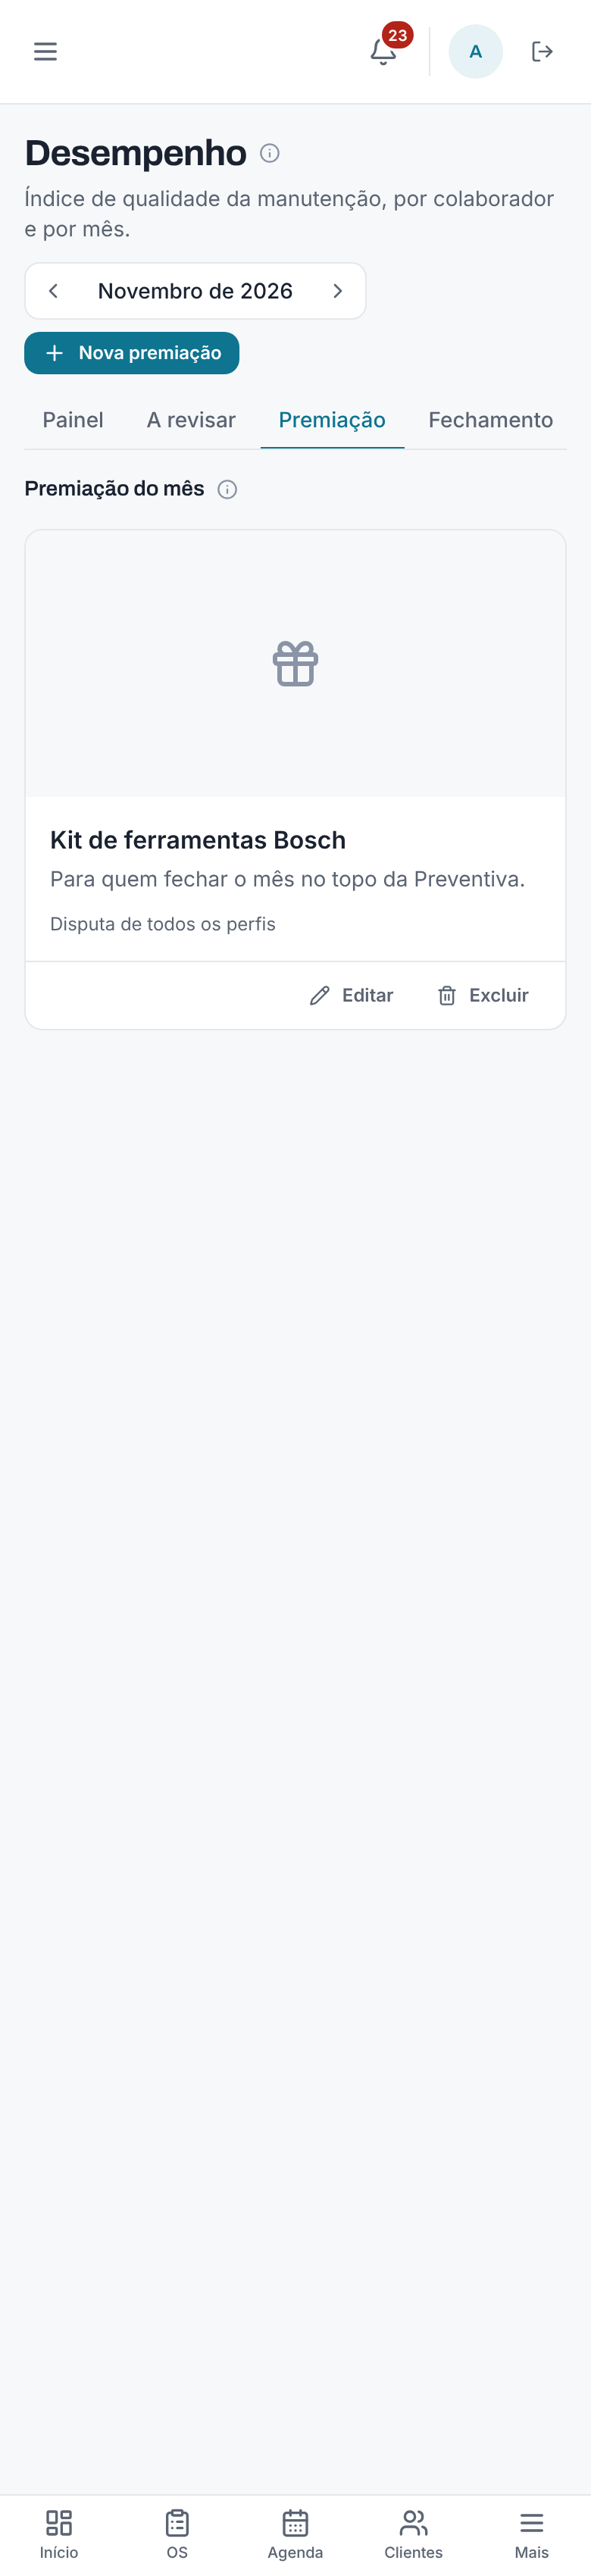 23
A
Desempenho
Índice de qualidade da manutenção, por colaborador
e por mês.
Novembro de 2026
Nova premiação
Painel
A revisar
Premiação
Fechamento
Premiação do mês
Kit de ferramentas Bosch
Para quem fechar o mês no topo da Preventiva.
Disputa de todos os perfis
Editar
Excluir
Início
OS
Agenda
Clientes
Mais